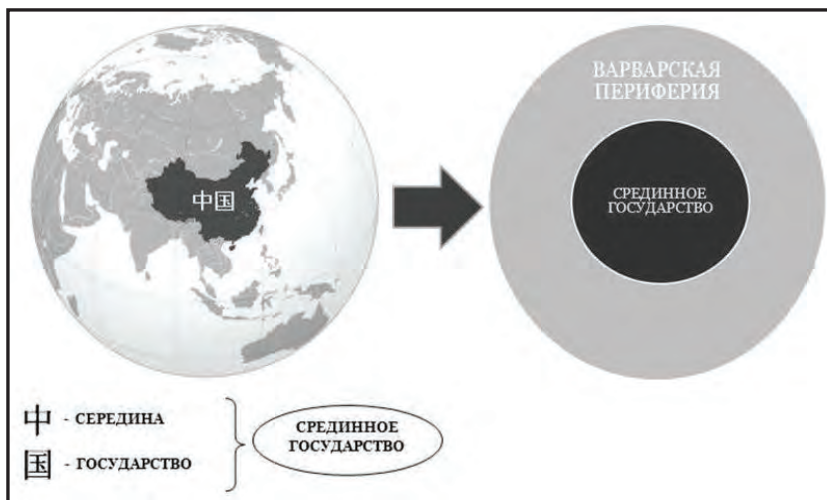 中国
ВАРВАРСКАЯ
ПЕРИФЕРИЯ
СРЕДИННОЕ
ГОСУДАРСТВО
中 - СЕРЕДИНА
国 - ГОСУДАРСТВО
СРЕДИННОЕ
ГОСУДАРСТВО